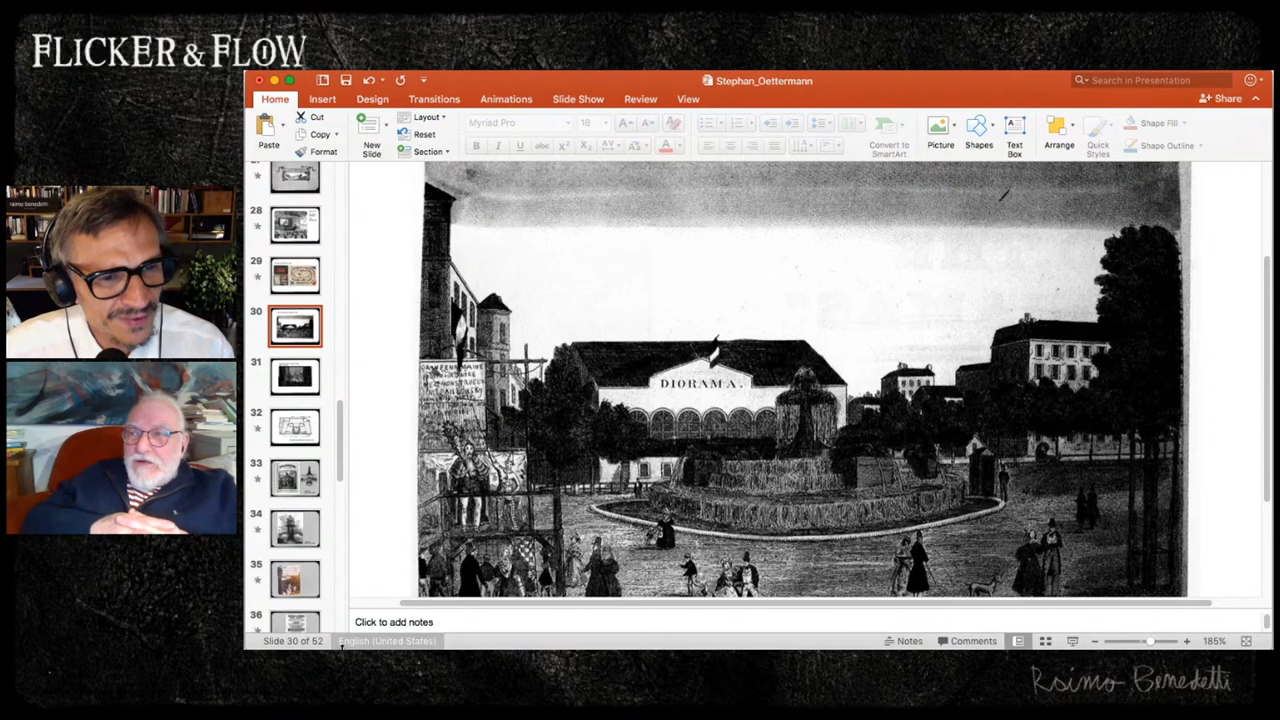 FLICKER & FLOW
Stephan_Oettermann
Search in Presentation
Home Insert Design Transitions Animations Slide Show Review View
Share
Paste
Cut
Copy
Format
New Slide
Layout
Reset
Section
Myriad Pro 18
Convert to SmartArt
Picture
Shapes
Text Box
Arrange
Quick Styles
Shape Fill
Shape Outline
28
29
30
31
32
33
34
35
36
DIORAMA.
Click to add notes
Slide 30 of 52 English (United States)
Notes Comments 185%
Raimo Benedetti